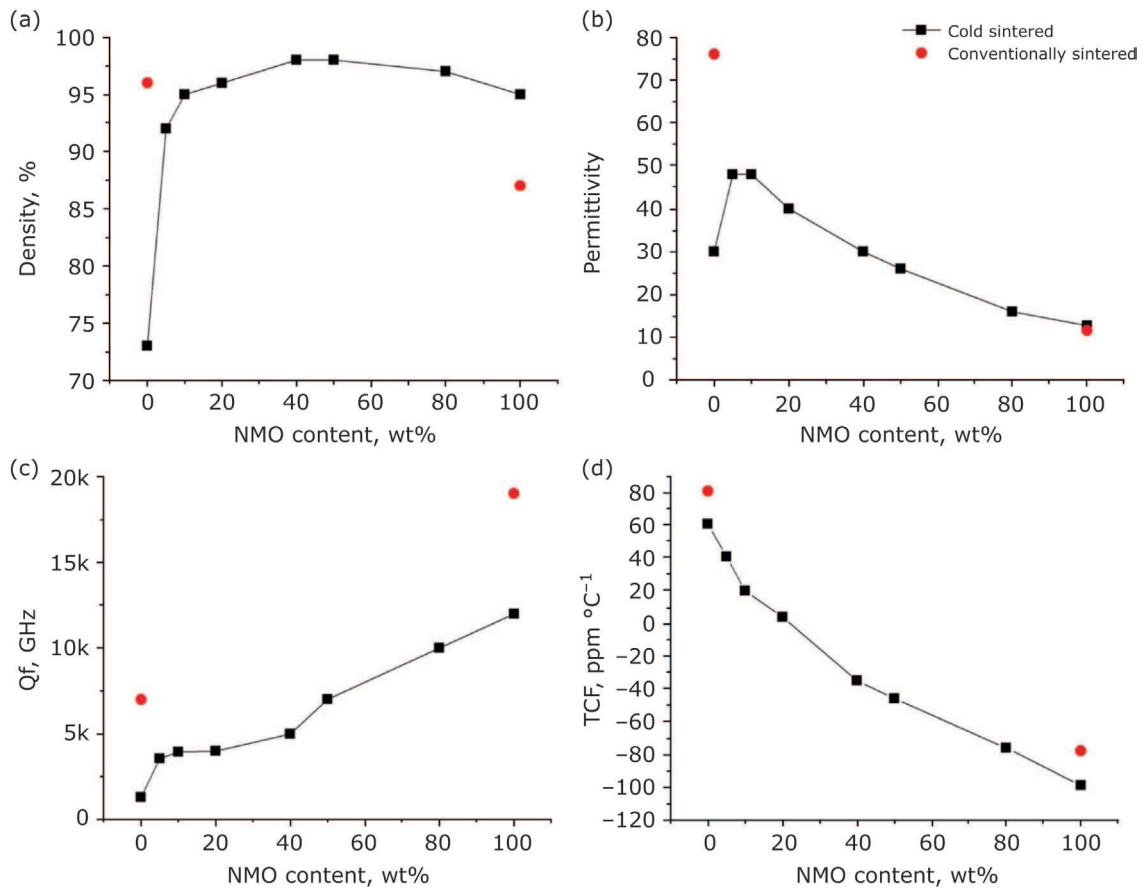 (a)
100
95
90
85
80
75
70
Density, %
0 20 40 60 80 100
NMO content, wt%
(b)
80
70
60
50
40
30
20
10
0
Permittivity
Cold sintered
Conventionally sintered
0 20 40 60 80 100
NMO content, wt%
(c)
20k
15k
10k
5k
0
Qf, GHz
0 20 40 60 80 100
NMO content, wt%
(d)
80
60
40
20
0
−20
−40
−60
−80
−100
−120
TCF, ppm °C⁻¹
0 20 40 60 80 100
NMO content, wt%